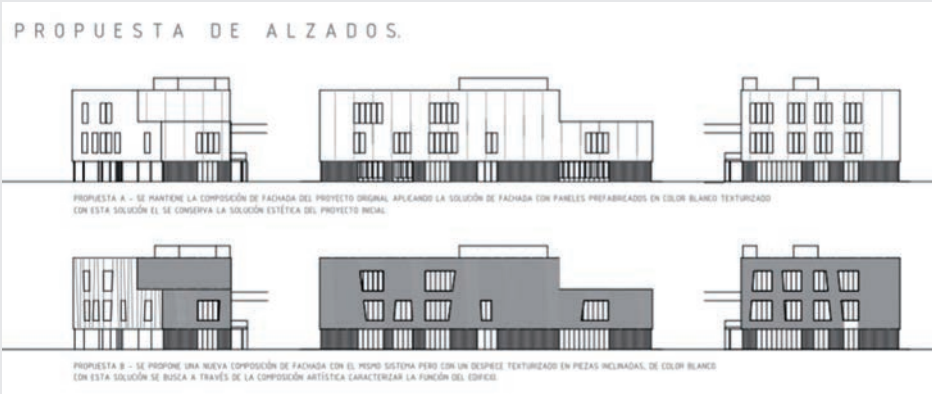 PROPUESTA DE ALZADOS.
PROPUESTA A - SE MANTIENE LA COMPOSICIÓN DE FACHADA DEL PROYECTO ORIGINAL APLICANDO LA SOLUCIÓN DE FACHADA CON PANELES PREFABRICADOS EN COLOR BLANCO TEXTURIZADO
CON ESTA SOLUCIÓN EL SE CONSERVA LA SOLUCIÓN ESTÉTICA DEL PROYECTO INICIAL
PROPUESTA B - SE PROPONE UNA NUEVA COMPOSICIÓN DE FACHADA CON EL MISMO SISTEMA PERO CON UN DESPIECE TEXTURIZADO EN PIEZAS INCLINADAS, DE COLOR BLANCO
CON ESTA SOLUCIÓN SE BUSCA A TRAVÉS DE LA COMPOSICIÓN ARTÍSTICA CARACTERIZAR LA FUNCIÓN DEL EDIFICIO.